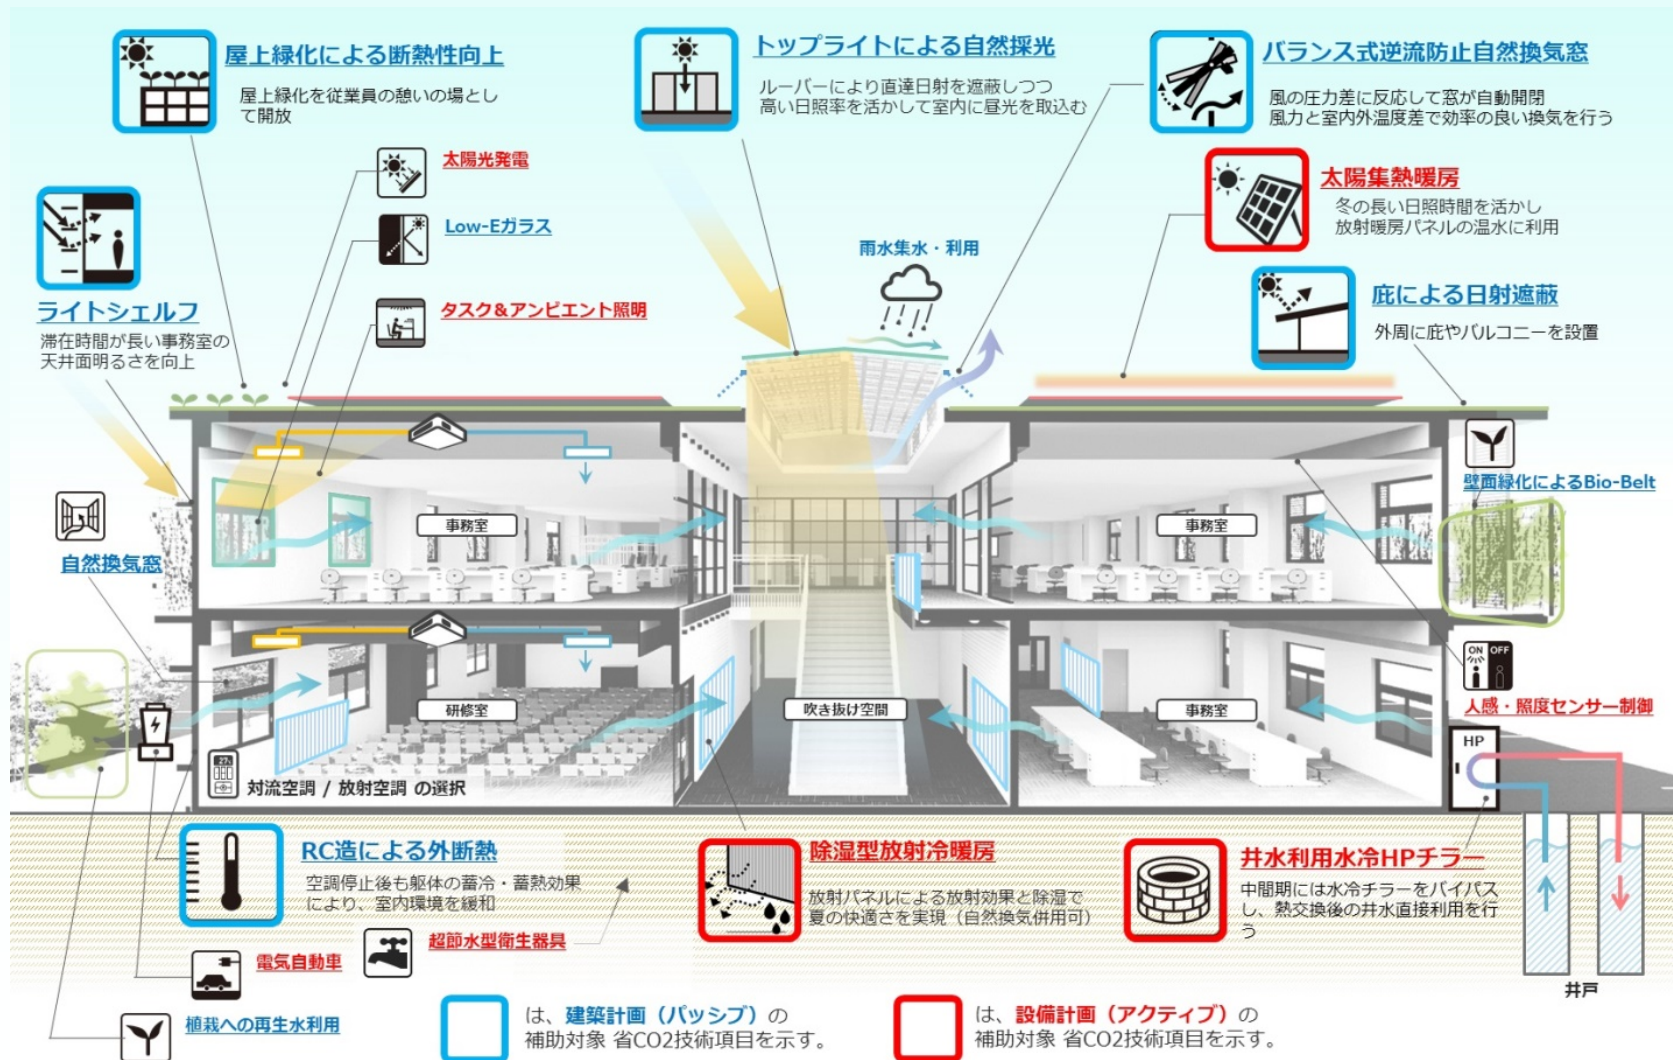 屋上緑化による断熱性向上
屋上緑化を従業員の憩いの場とし
て開放
トップライトによる自然採光
ルーバーにより直達日射を遮蔽しつつ
高い日照率を活かして室内に昼光を取込む
バランス式逆流防止自然換気窓
風の圧力差に反応して窓が自動開閉
風力と室内外温度差で効率の良い換気を行う
太陽光発電
太陽集熱暖房
冬の長い日照時間を活かし
放射暖房パネルの温水に利用
Low-Eガラス
雨水集水・利用
ライトシェルフ
滞在時間が長い事務室の
天井面明るさを向上
タスク＆アンビエント照明
庇による日射遮蔽
外周に庇やバルコニーを設置
壁面緑化によるBio-Belt
事務室
事務室
自然換気窓
ON OFF
人感・照度センサー制御
研修室
吹き抜け空間
事務室
HP
27
対流空調 / 放射空調 の選択
RC造による外断熱
空調停止後も躯体の蓄冷・蓄熱効果
により、室内環境を緩和
除湿型放射冷暖房
放射パネルによる放射効果と除湿で
夏の快適さを実現（自然換気併用可）
井水利用水冷HPチラー
中間期には水冷チラーをバイパス
し、熱交換後の井水直接利用を行
う
超節水型衛生器具
電気自動車
井戸
植栽への再生水利用
は、建築計画（パッシブ）の
補助対象 省CO2技術項目を示す。
は、設備計画（アクティブ）の
補助対象 省CO2技術項目を示す。